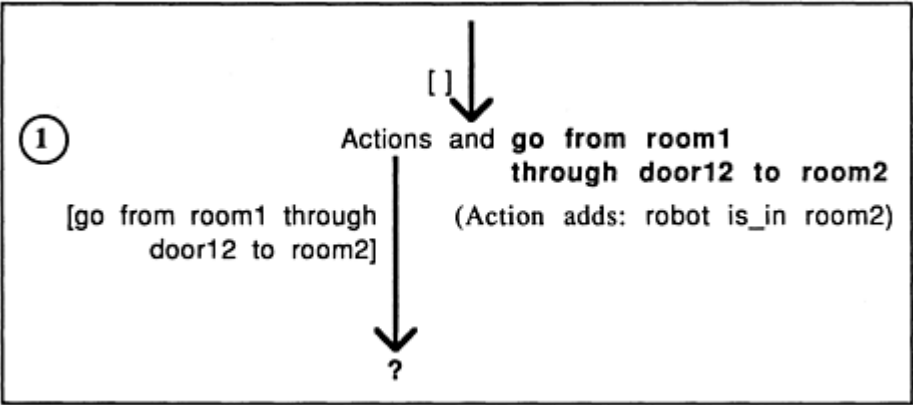 [ ]
1 Actions and go from room1
through door12 to room2
[go from room1 through (Action adds: robot is_in room2)
door12 to room2]
?